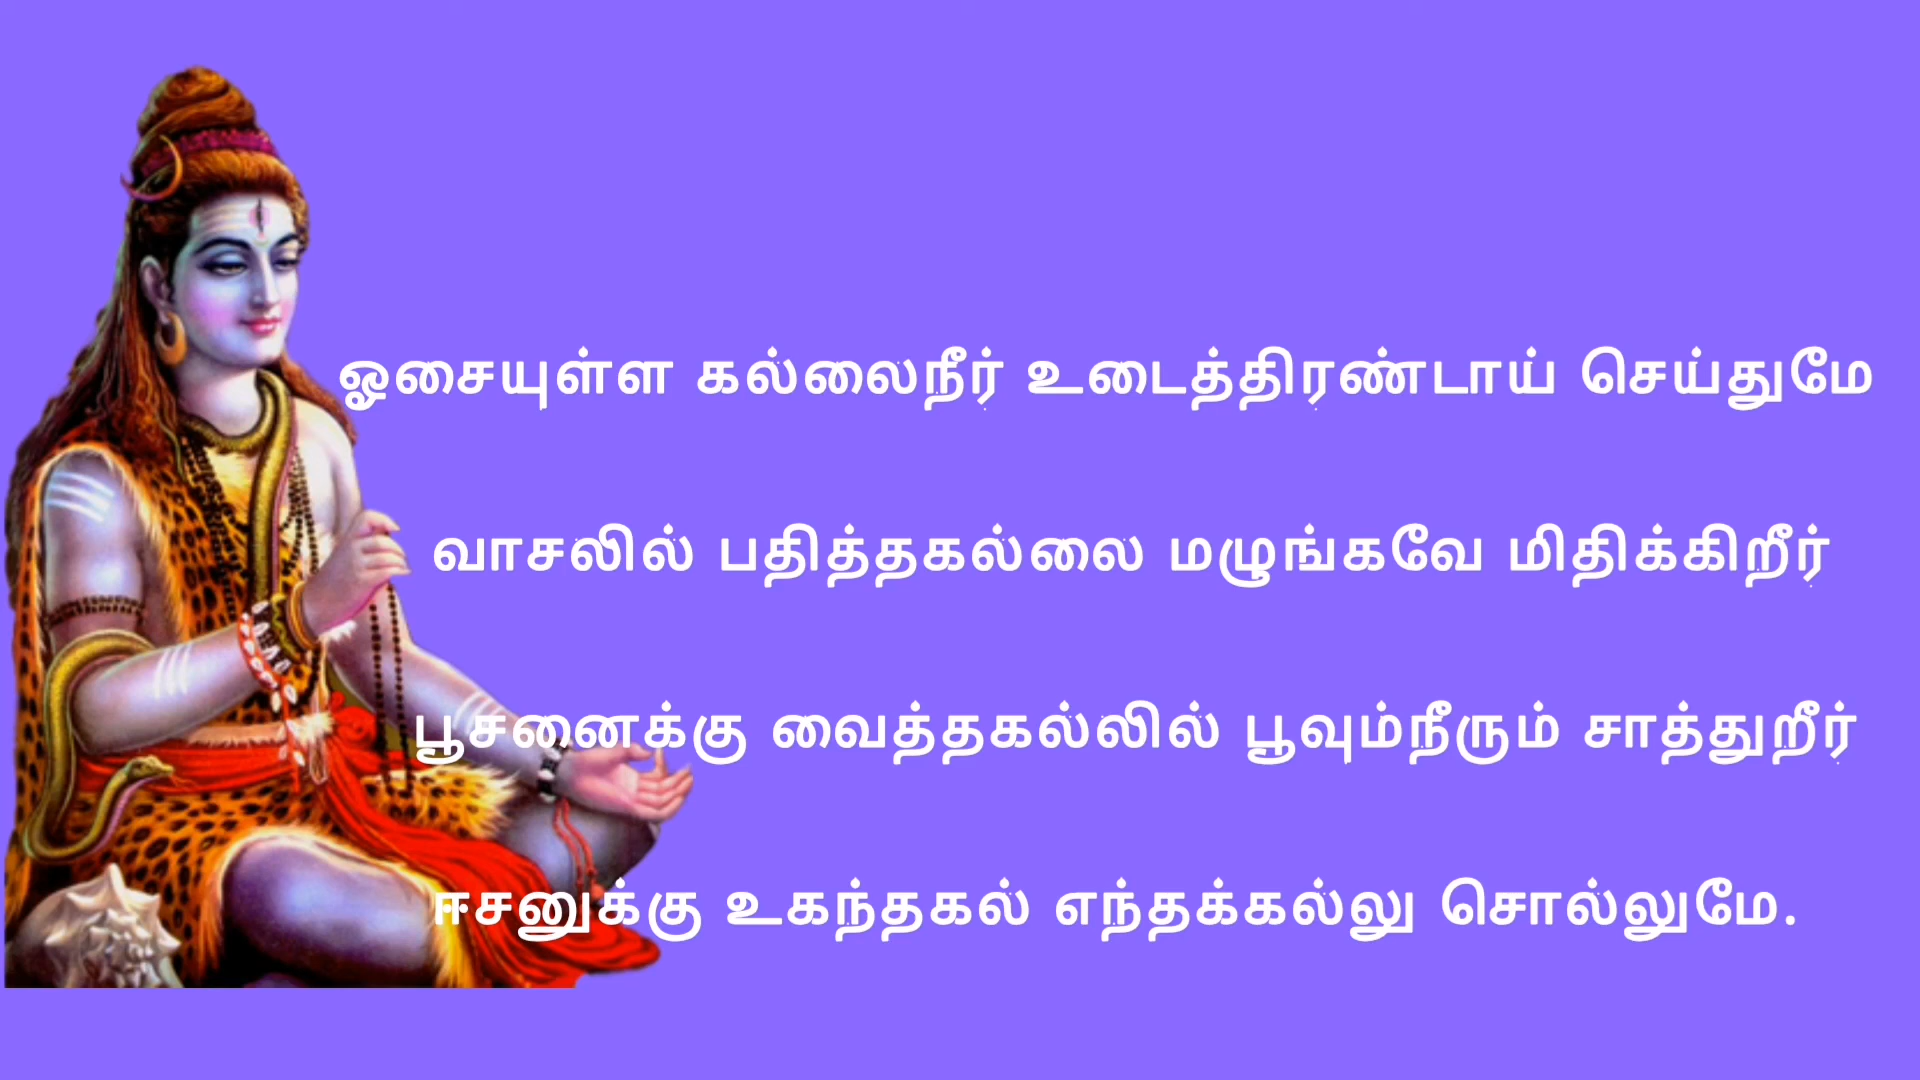 ஓசையுள்ள கல்லைநீர் உடைத்திரண்டாய் செய்துமே
வாசலில் பதித்தகல்லை மழுங்கவே மிதிக்கிறீர்
பூசனைக்கு வைத்தகல்லில் பூவும்நீரும் சாத்துறீர்
ஈசனுக்கு உகந்தகல் எந்தக்கல்லு சொல்லுமே.